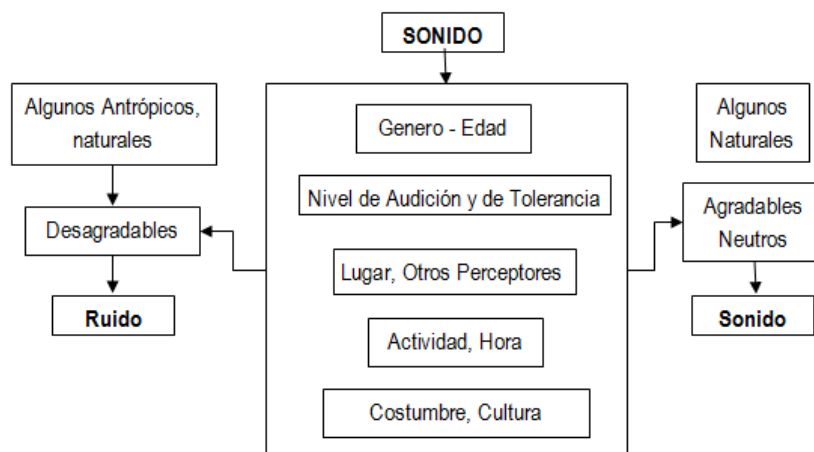 SONIDO
Algunos Antrópicos,
naturales
Desagradables
Ruido
Genero - Edad
Nivel de Audición y de Tolerancia
Lugar, Otros Perceptores
Actividad, Hora
Costumbre, Cultura
Algunos
Naturales
Agradables
Neutros
Sonido